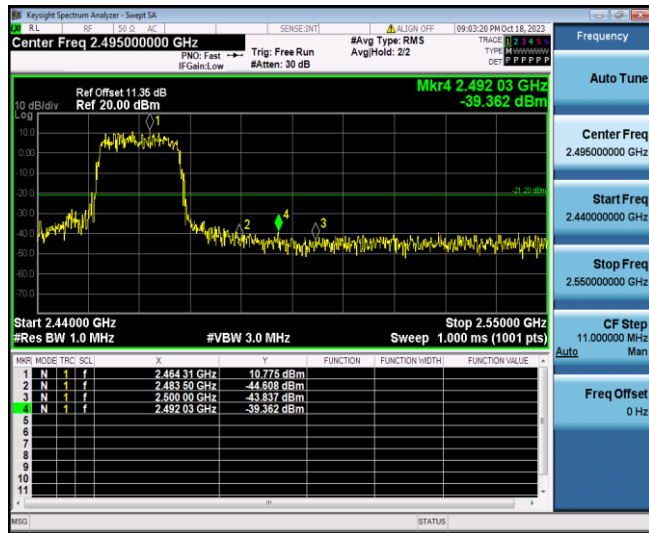 Keysight Spectrum Analyzer - Swept SA
RL RF 50 Ω AC SENSE:INT ALIGN OFF 09:03:20 PM Oct 18, 2023
Center Freq 2.495000000 GHz
#Avg Type: RMS
TRACE 1 2 3 4 5 6
PNO: Fast
IFGain:Low
Trig: Free Run
#Atten: 30 dB
Avg|Hold: 2/2
TYPE M WWWWW
DET P P P P P P
Frequency
Auto Tune
Center Freq
2.495000000 GHz
Start Freq
2.440000000 GHz
Stop Freq
2.550000000 GHz
CF Step
11.000000 MHz
Auto Man
Freq Offset
0 Hz
Mkr4 2.492 03 GHz
-39.362 dBm
Ref Offset 11.35 dB
10 dB/div Ref 20.00 dBm
Log
10.0
0.00
-10.0
-20.0
-30.0
-40.0
-50.0
-60.0
-70.0
1
2
4
3
-21.20 dBm
Start 2.44000 GHz
Stop 2.55000 GHz
#Res BW 1.0 MHz
#VBW 3.0 MHz
Sweep 1.000 ms (1001 pts)
MKR MODE TRC SCL X Y FUNCTION FUNCTION WIDTH FUNCTION VALUE
1 N 1 f 2.464 31 GHz 10.775 dBm
2 N 1 f 2.483 50 GHz -44.608 dBm
3 N 1 f 2.500 00 GHz -43.837 dBm
4 N 1 f 2.492 03 GHz -39.362 dBm
5
6
7
8
9
10
11
MSG
STATUS